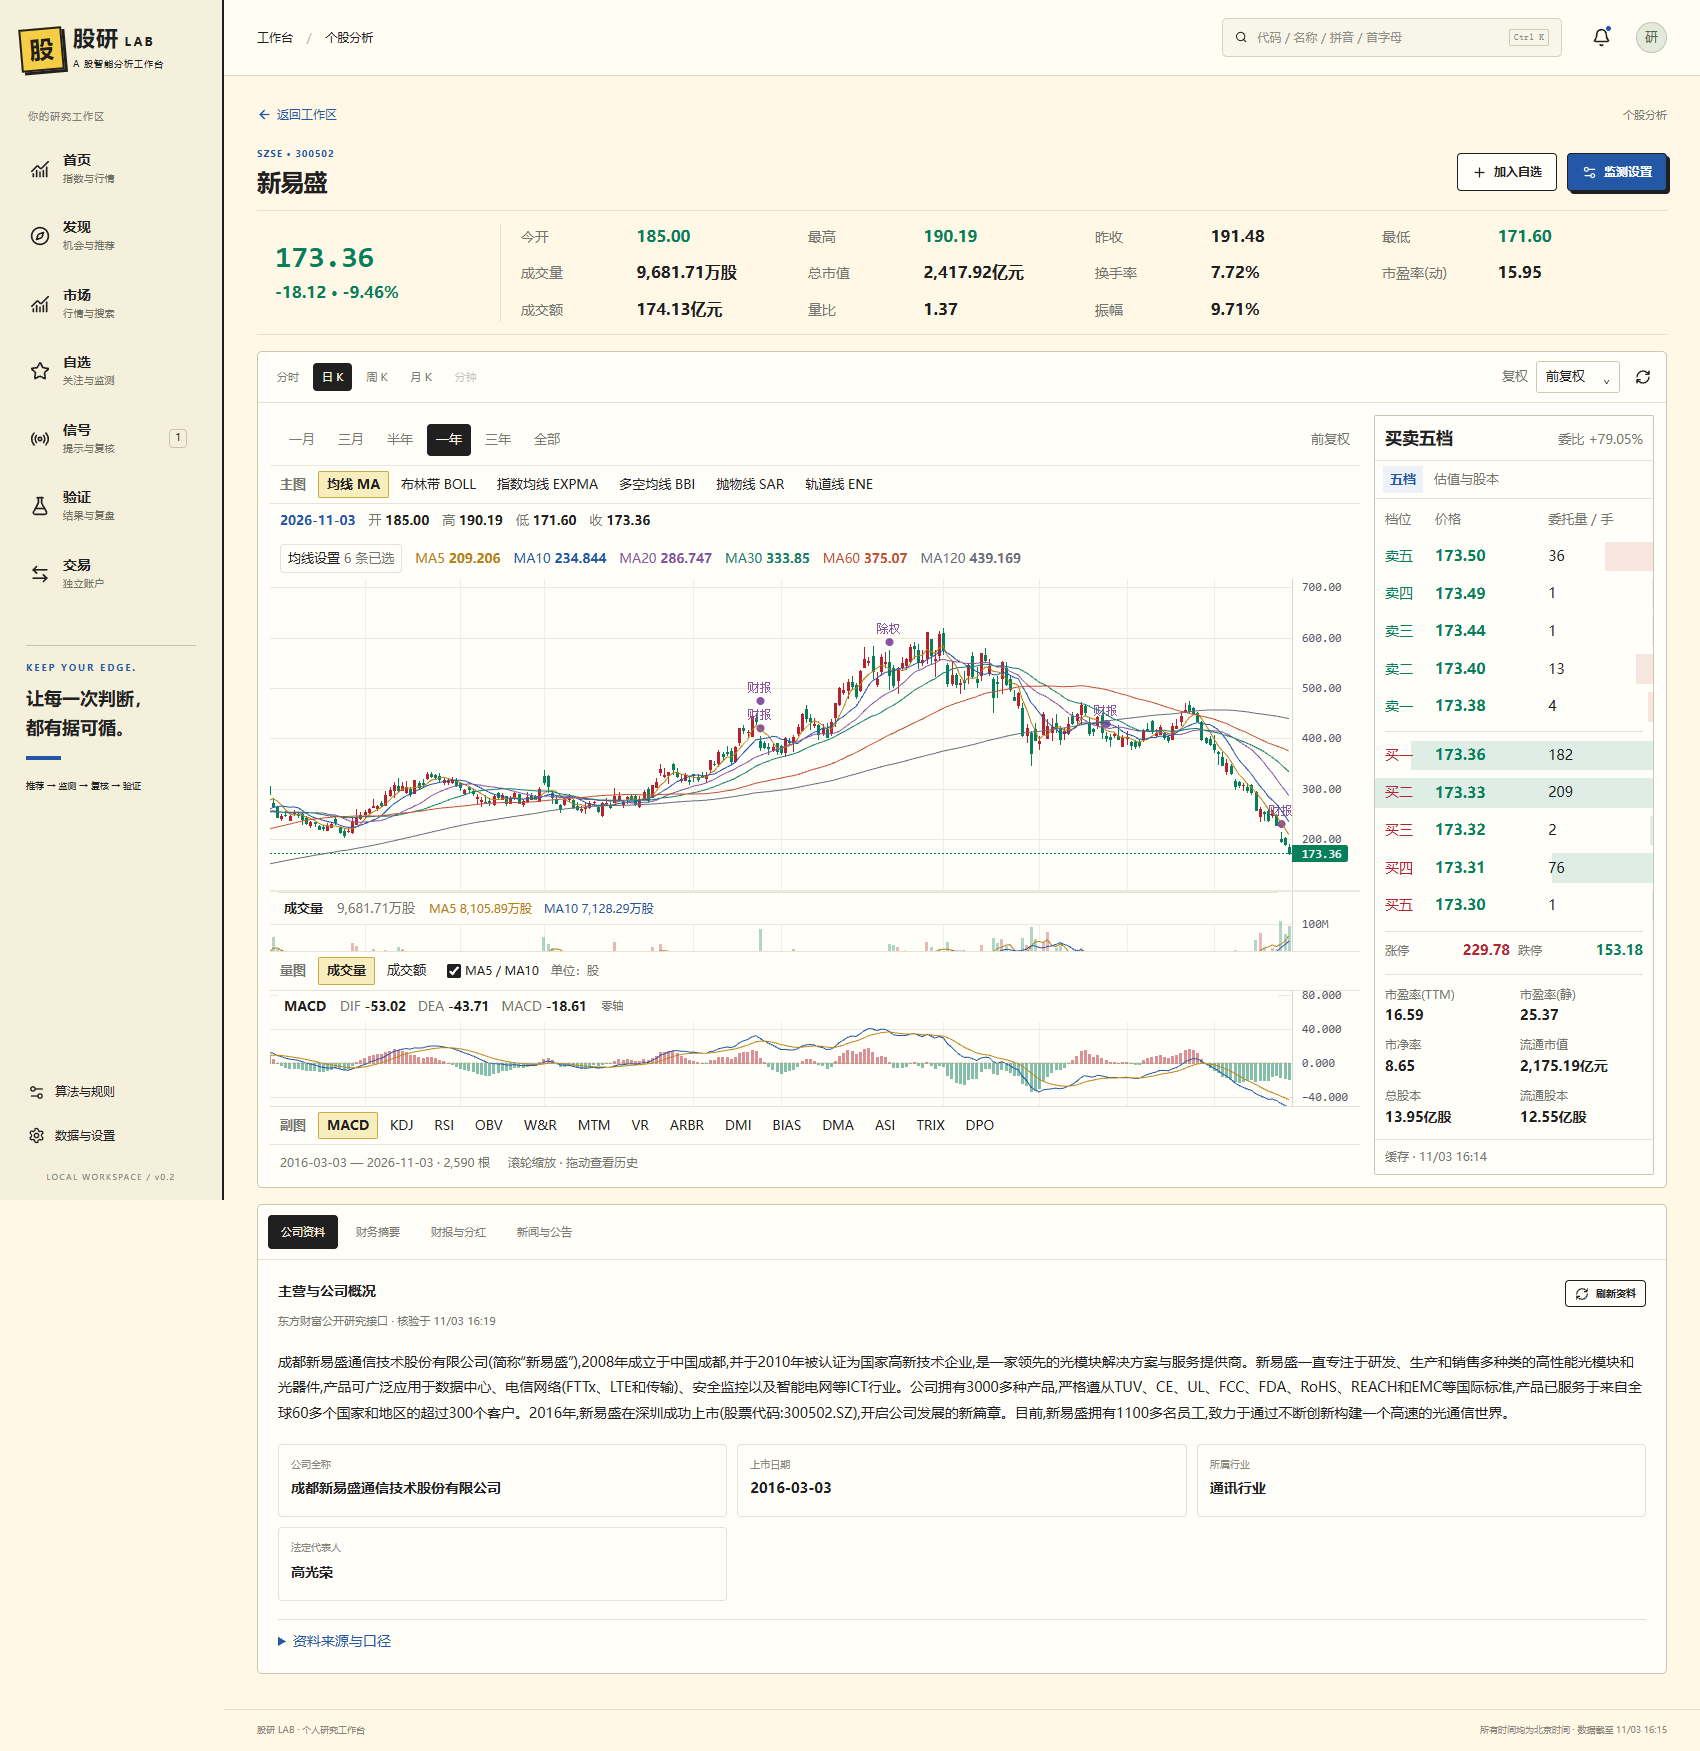 股
股研 LAB
A 股智能分析工作台
你的研究工作区
首页
指数与行情
发现
机会与推荐
市场
行情与搜索
自选
关注与监测
信号
提示与复核
1
验证
结果与复盘
交易
独立账户
KEEP YOUR EDGE.
让每一次判断,
都有据可循。
推荐 → 监测 → 复核 → 验证
算法与规则
数据与设置
LOCAL WORKSPACE / v0.2
工作台 / 个股分析
代码 / 名称 / 拼音 / 首字母
Ctrl K
研
返回工作区
个股分析
SZSE • 300502
新易盛
加入自选
监测设置
173.36
-18.12 • -9.46%
今开 185.00 最高 190.19 昨收 191.48 最低 171.60
成交量 9,681.71万股 总市值 2,417.92亿元 换手率 7.72% 市盈率(动) 15.95
成交额 174.13亿元 量比 1.37 振幅 9.71%
分时 日 K 周 K 月 K 分钟
复权 前复权
一月 三月 半年 一年 三年 全部
前复权
主图 均线 MA 布林带 BOLL 指数均线 EXPMA 多空均线 BBI 抛物线 SAR 轨道线 ENE
2026-11-03 开 185.00 高 190.19 低 171.60 收 173.36
均线设置 6 条已选 MA5 209.206 MA10 234.844 MA20 286.747 MA30 333.85 MA60 375.07 MA120 439.169
700.00
600.00
500.00
400.00
300.00
200.00
173.36
除权
财报
财报
财报
财报
成交量 9,681.71万股 MA5 8,105.89万股 MA10 7,128.29万股
100M
量图 成交量 成交额 MA5 / MA10 单位: 股
MACD DIF -53.02 DEA -43.71 MACD -18.61 零轴
80.000
40.000
0.000
-40.000
副图 MACD KDJ RSI OBV W&R MTM VR ARBR DMI BIAS DMA ASI TRIX DPO
2016-03-03 — 2026-11-03 · 2,590 根 滚轮缩放 · 拖动查看历史
买卖五档 委比 +79.05%
五档 估值与股本
档位 价格 委托量 / 手
卖五 173.50 36
卖四 173.49 1
卖三 173.44 1
卖二 173.40 13
卖一 173.38 4
买一 173.36 182
买二 173.33 209
买三 173.32 2
买四 173.31 76
买五 173.30 1
涨停 229.78 跌停 153.18
市盈率(TTM) 市盈率(静)
16.59 25.37
市净率 流通市值
8.65 2,175.19亿元
总股本 流通股本
13.95亿股 12.55亿股
缓存 · 11/03 16:14
公司资料 财务摘要 财报与分红 新闻与公告
主营与公司概况
刷新资料
东方财富公开研究接口 · 核验于 11/03 16:19
成都新易盛通信技术股份有限公司(简称“新易盛”),2008年成立于中国成都,并于2010年被认证为国家高新技术企业,是一家领先的光模块解决方案与服务提供商。新易盛一直专注于研发、生产和销售多种类的高性能光模块和
光器件,产品可广泛应用于数据中心、电信网络(FTTx、LTE和传输)、安全监控以及智能电网等ICT行业。公司拥有3000多种产品,严格遵从TUV、CE、UL、FCC、FDA、RoHS、REACH和EMC等国际标准,产品已服务于来自全
球60多个国家和地区的超过300个客户。2016年,新易盛在深圳成功上市(股票代码:300502.SZ),开启公司发展的新篇章。目前,新易盛拥有1100多名员工,致力于通过不断创新构建一个高速的光通信世界。
公司全称
成都新易盛通信技术股份有限公司
上市日期
2016-03-03
所属行业
通讯行业
法定代表人
高光荣
资料来源与口径
股研 LAB · 个人研究工作台
所有时间均为北京时间 · 数据截至 11/03 16:15